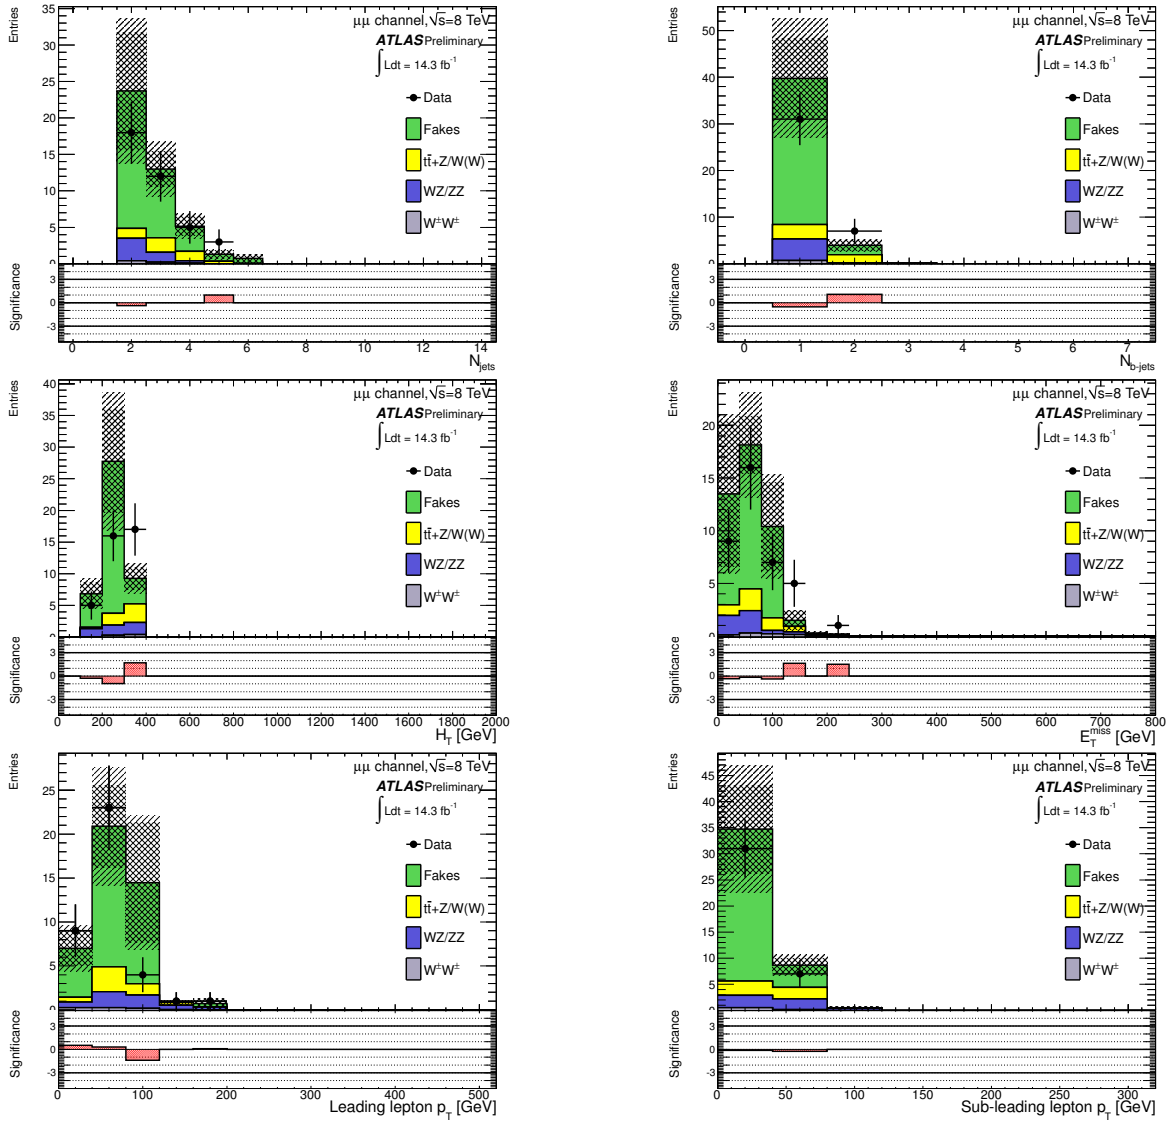 Entries
35
30
25
20
15
10
5
0
μμ channel, √s=8 TeV
ATLAS Preliminary
∫ Ldt = 14.3 fb⁻¹
Data
Fakes
tt̄+Z/W(W)
WZ/ZZ
W±W±
Significance
3
0
-3
0 2 4 6 8 10 12 14
N_jets
Entries
50
40
30
20
10
0
μμ channel, √s=8 TeV
ATLAS Preliminary
∫ Ldt = 14.3 fb⁻¹
Data
Fakes
tt̄+Z/W(W)
WZ/ZZ
W±W±
Significance
3
0
-3
0 1 2 3 4 5 6 7
N_b-jets
Entries
40
35
30
25
20
15
10
5
0
μμ channel, √s=8 TeV
ATLAS Preliminary
∫ Ldt = 14.3 fb⁻¹
Data
Fakes
tt̄+Z/W(W)
WZ/ZZ
W±W±
Significance
3
0
-3
0 200 400 600 800 1000 1200 1400 1600 1800 2000
H_T [GeV]
Entries
20
15
10
5
0
μμ channel, √s=8 TeV
ATLAS Preliminary
∫ Ldt = 14.3 fb⁻¹
Data
Fakes
tt̄+Z/W(W)
WZ/ZZ
W±W±
Significance
3
0
-3
0 100 200 300 400 500 600 700 800
E_T^miss [GeV]
Entries
25
20
15
10
5
0
μμ channel, √s=8 TeV
ATLAS Preliminary
∫ Ldt = 14.3 fb⁻¹
Data
Fakes
tt̄+Z/W(W)
WZ/ZZ
W±W±
Significance
3
0
-3
0 100 200 300 400 500
Leading lepton p_T [GeV]
Entries
45
40
35
30
25
20
15
10
5
0
μμ channel, √s=8 TeV
ATLAS Preliminary
∫ Ldt = 14.3 fb⁻¹
Data
Fakes
tt̄+Z/W(W)
WZ/ZZ
W±W±
Significance
3
0
-3
0 50 100 150 200 250 300
Sub-leading lepton p_T [GeV]